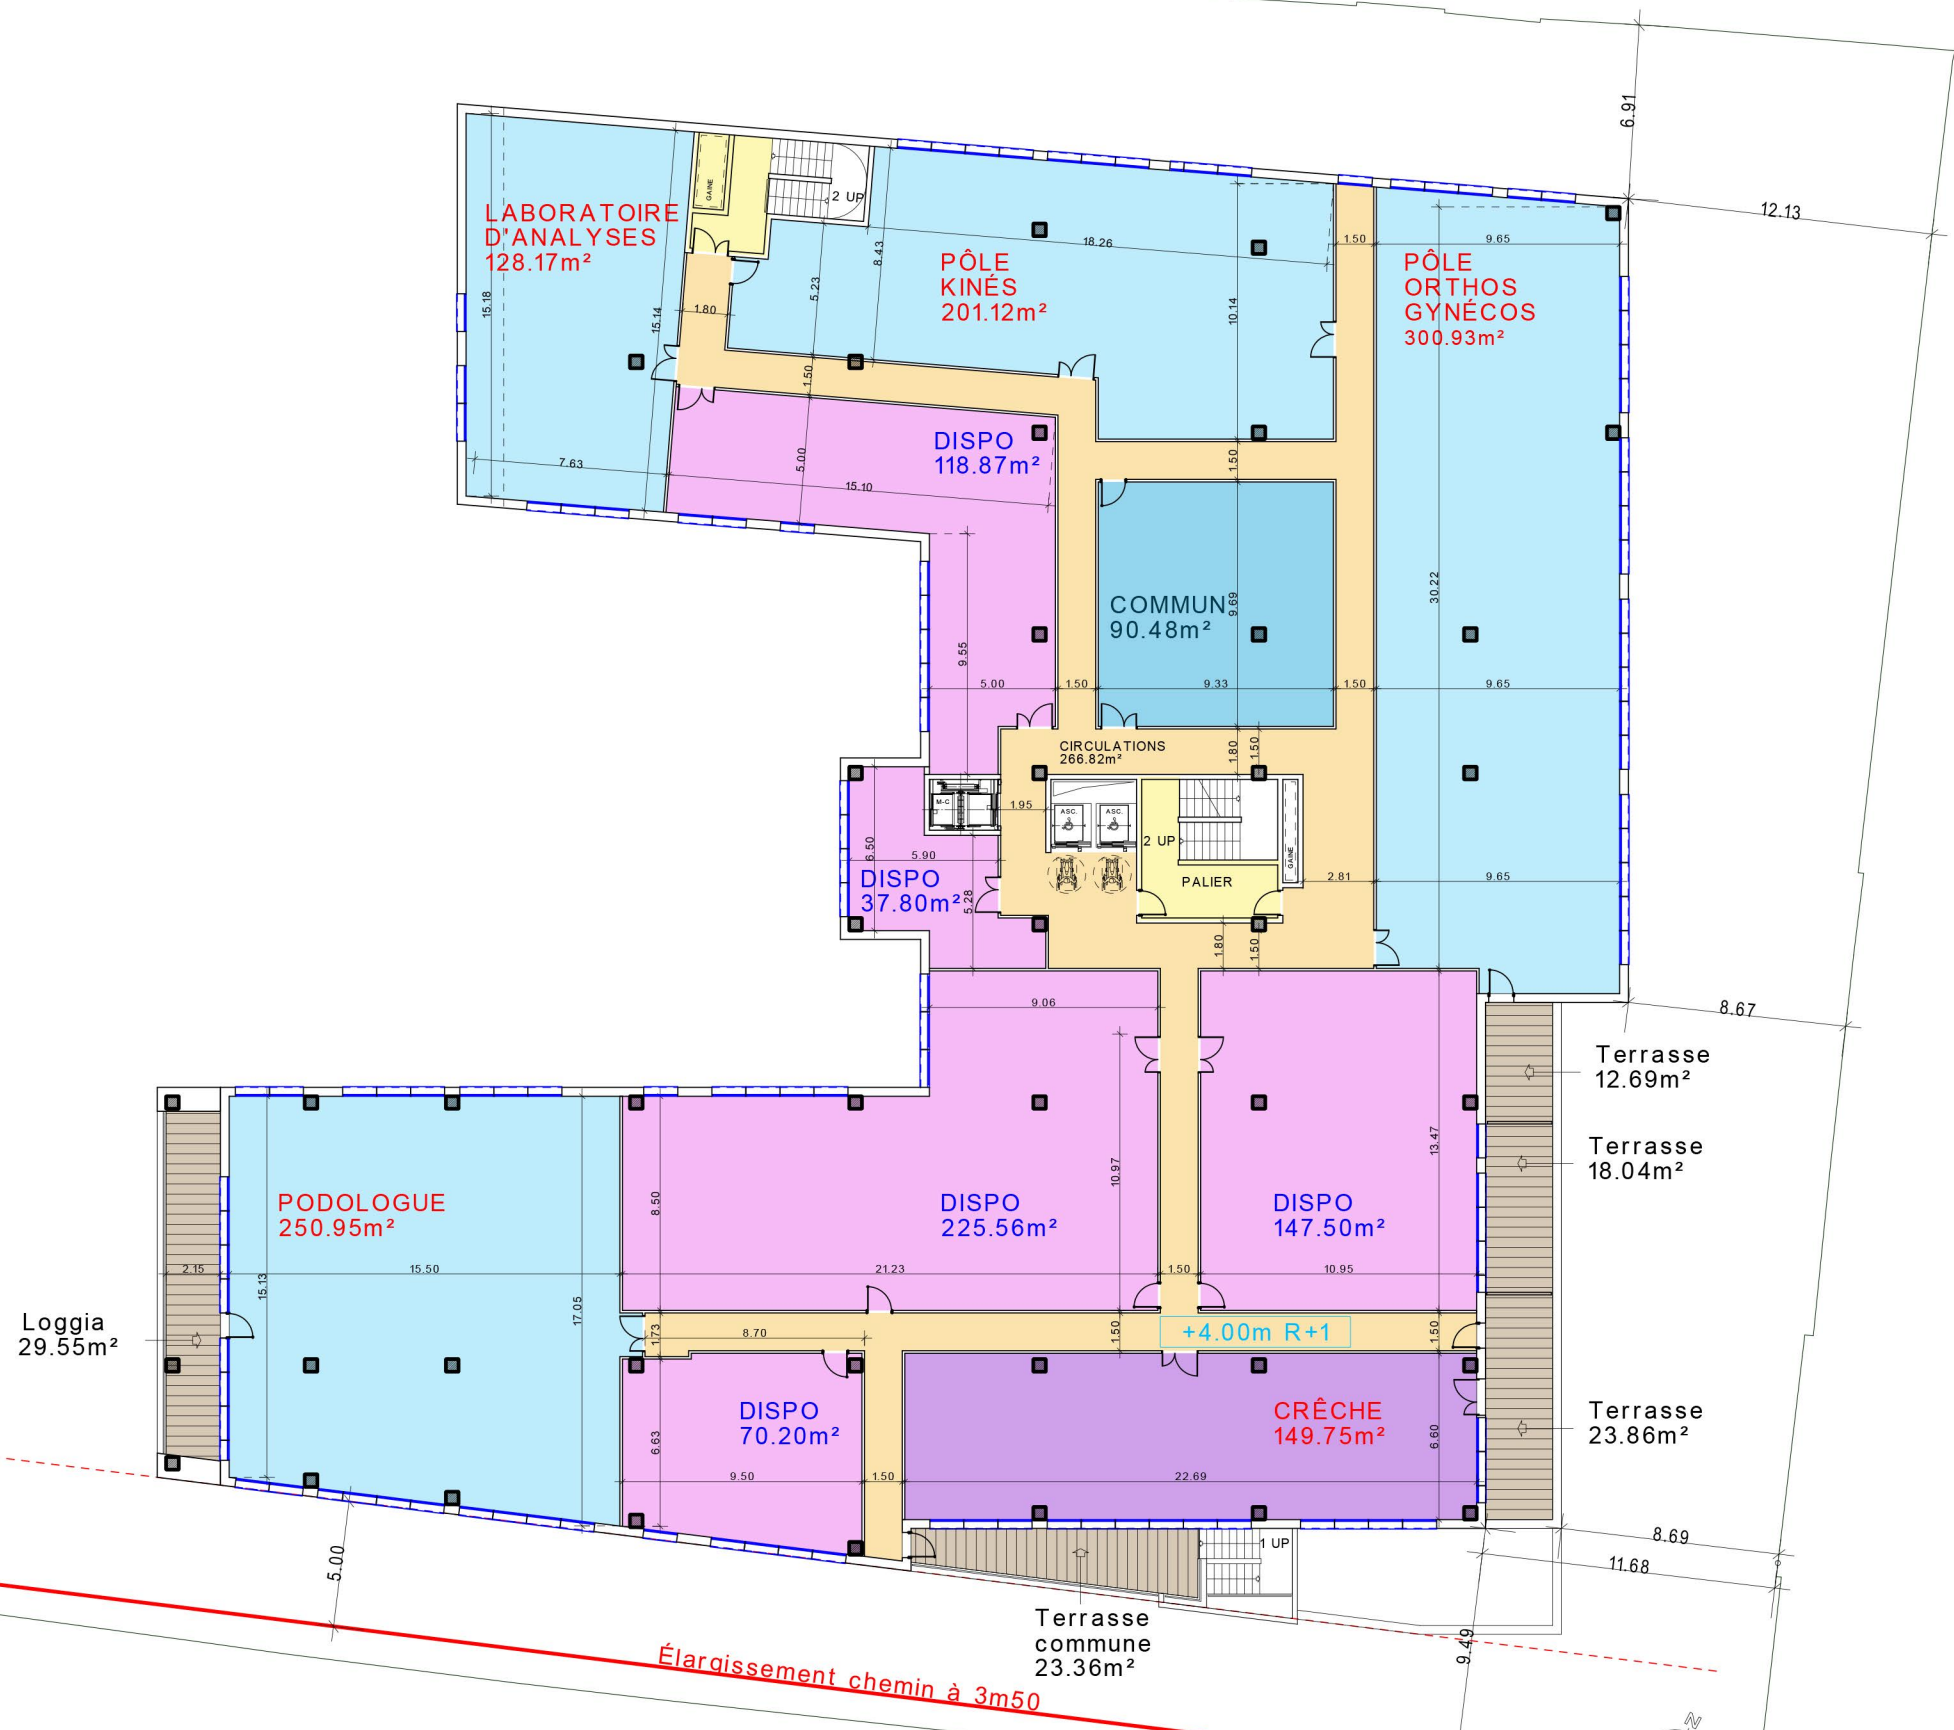 6.91
12.13
GAINE
2 UP
LABORATOIRE
D'ANALYSES
128.17m²
15.18
15.14
1.80
5.23
8.43
18.26
PÔLE
KINÉS
201.12m²
10.14
1.50
9.65
PÔLE
ORTHOS
GYNÉCOS
300.93m²
1.50
7.63
5.00
15.10
DISPO
118.87m²
1.50
30.22
COMMUN
90.48m²
9.69
9.55
5.00
1.50
9.33
1.50
9.65
CIRCULATIONS
266.82m²
1.80
1.50
M-C
1.95
ASC.
ASC.
2 UP
GAINE
PALIER
6.50
5.90
DISPO
37.80m²
5.28
2.81
9.65
1.80
1.50
9.06
8.67
Terrasse
12.69m²
10.97
13.47
Terrasse
18.04m²
8.50
PODOLOGUE
250.95m²
DISPO
225.56m²
DISPO
147.50m²
2.15
15.50
21.23
1.50
10.95
15.13
17.05
Loggia
29.55m²
1.73
8.70
1.50
+4.00m R+1
1.50
DISPO
70.20m²
6.63
CRÊCHE
149.75m²
6.60
Terrasse
23.86m²
9.50
1.50
22.69
5.00
1 UP
8.69
11.68
Terrasse
commune
23.36m²
9.49
Élargissement chemin à 3m50
N